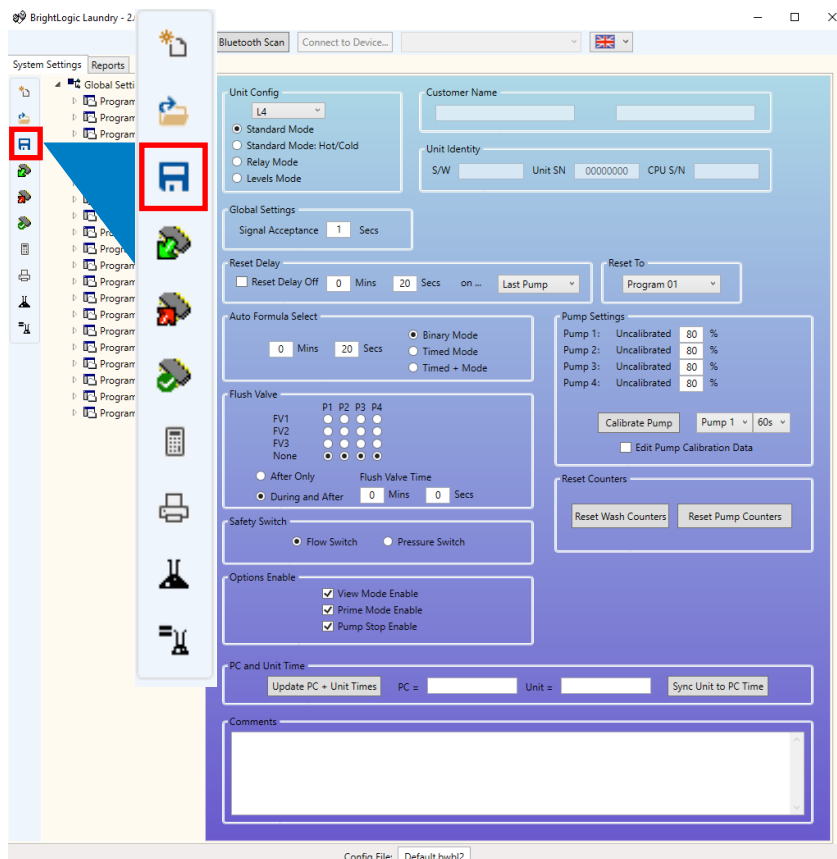 BrightLogic Laundry - 2.
Bluetooth Scan Connect to Device...
System Settings Reports
Global Setti
Program
Program
Program
Pro
Progra
Program
Program
Program
Program
Program
Program
Program
Program
Program
Program
Unit Config
L4
Standard Mode
Standard Mode: Hot/Cold
Relay Mode
Levels Mode
Customer Name
Unit Identity
S/W Unit SN 00000000 CPU S/N
Global Settings
Signal Acceptance 1 Secs
Reset Delay
Reset Delay Off 0 Mins 20 Secs on ... Last Pump
Reset To
Program 01
Auto Formula Select
0 Mins 20 Secs
Binary Mode
Timed Mode
Timed + Mode
Pump Settings
Pump 1: Uncalibrated 80 %
Pump 2: Uncalibrated 80 %
Pump 3: Uncalibrated 80 %
Pump 4: Uncalibrated 80 %
Calibrate Pump Pump 1 60s
Edit Pump Calibration Data
Flush Valve
P1 P2 P3 P4
FV1
FV2
FV3
None
After Only Flush Valve Time
During and After 0 Mins 0 Secs
Reset Counters
Reset Wash Counters Reset Pump Counters
Safety Switch
Flow Switch Pressure Switch
Options Enable
View Mode Enable
Prime Mode Enable
Pump Stop Enable
PC and Unit Time
Update PC + Unit Times PC = Unit = Sync Unit to PC Time
Comments
Config File: Default.bwbl2